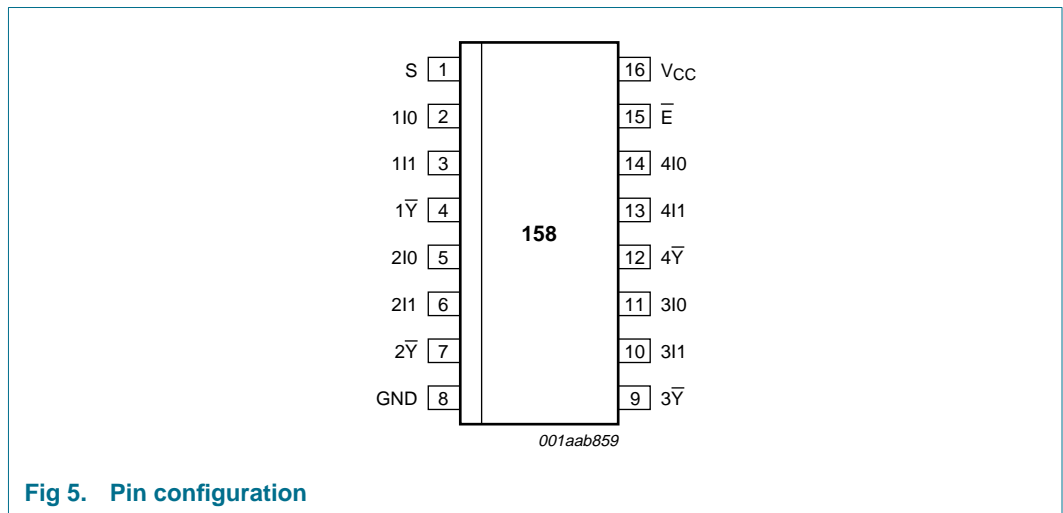 S 1 16 VCC
1I0 2 15 E̅
1I1 3 14 4I0
1Y̅ 4 13 4I1
158
2I0 5 12 4Y̅
2I1 6 11 3I0
2Y̅ 7 10 3I1
GND 8 9 3Y̅
001aab859
Fig 5. Pin configuration